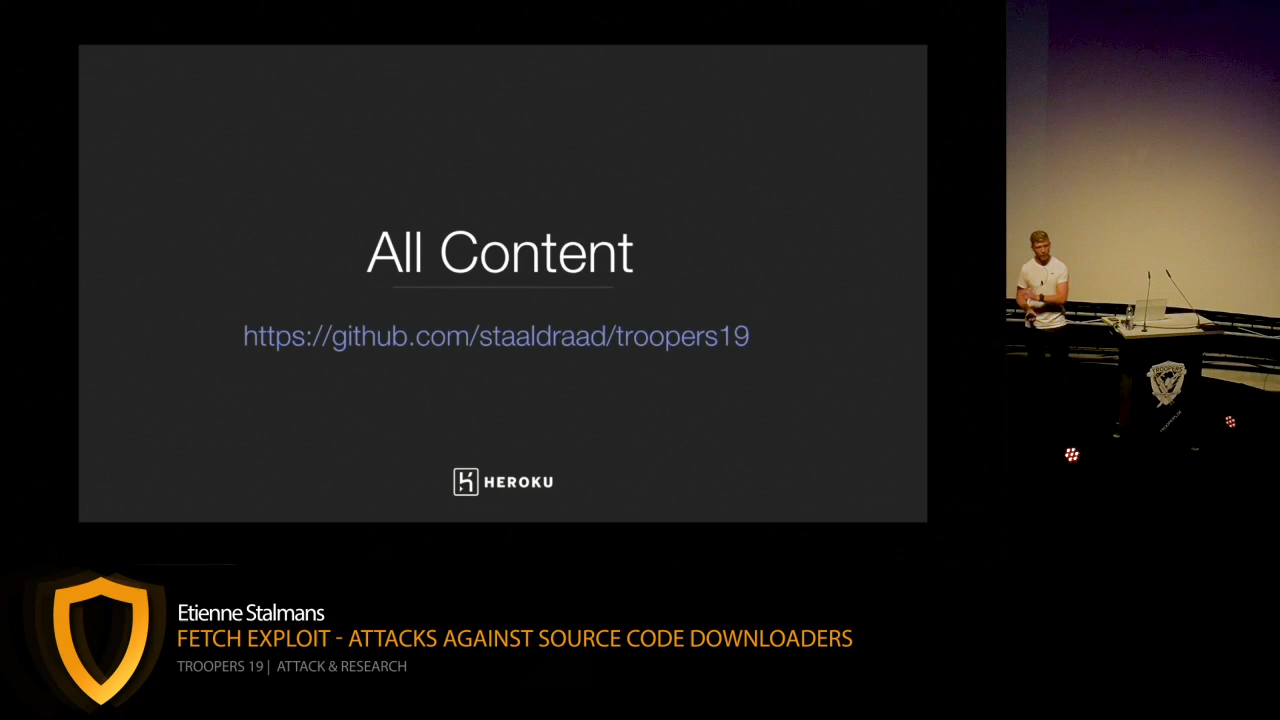 All Content
https://github.com/staaldraad/troopers19
HEROKU
TROOPERS
Etienne Stalmans
FETCH EXPLOIT - ATTACKS AGAINST SOURCE CODE DOWNLOADERS
TROOPERS 19 | ATTACK & RESEARCH